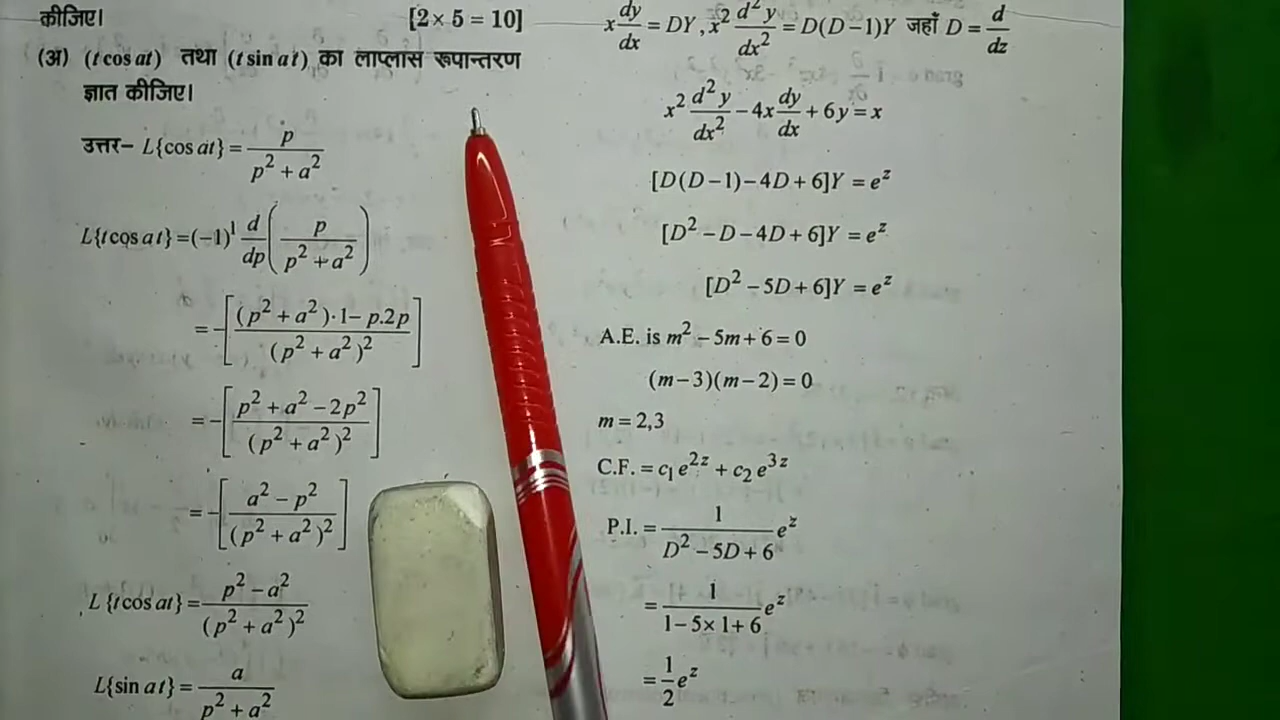 कीजिए। [2 × 5 = 10]
(अ) (t cos at) तथा (t sin at) का लाप्लास रूपान्तरण
ज्ञात कीजिए।
उत्तर– L{cos at} = p / (p² + a²)
L{t cos at} = (–1)¹ d/dp (p / (p² + a²))
= –[((p² + a²)·1 – p.2p) / (p² + a²)²]
= –[(p² + a² – 2p²) / (p² + a²)²]
= –[(a² – p²) / (p² + a²)²]
L{t cos at} = (p² – a²) / (p² + a²)²
L{sin at} = a / (p² + a²)
x dy/dx = DY, x² d²y/dx² = D(D–1)Y जहाँ D = d/dz
x² d²y/dx² – 4x dy/dx + 6y = x
[D(D–1) – 4D + 6]Y = e^z
[D² – D – 4D + 6]Y = e^z
[D² – 5D + 6]Y = e^z
A.E. is m² – 5m + 6 = 0
(m – 3)(m – 2) = 0
m = 2,3
C.F. = c₁e^2z + c₂e^3z
P.I. = 1 / (D² – 5D + 6) e^z
= 1 / (1 – 5 × 1 + 6) e^z
= 1/2 e^z